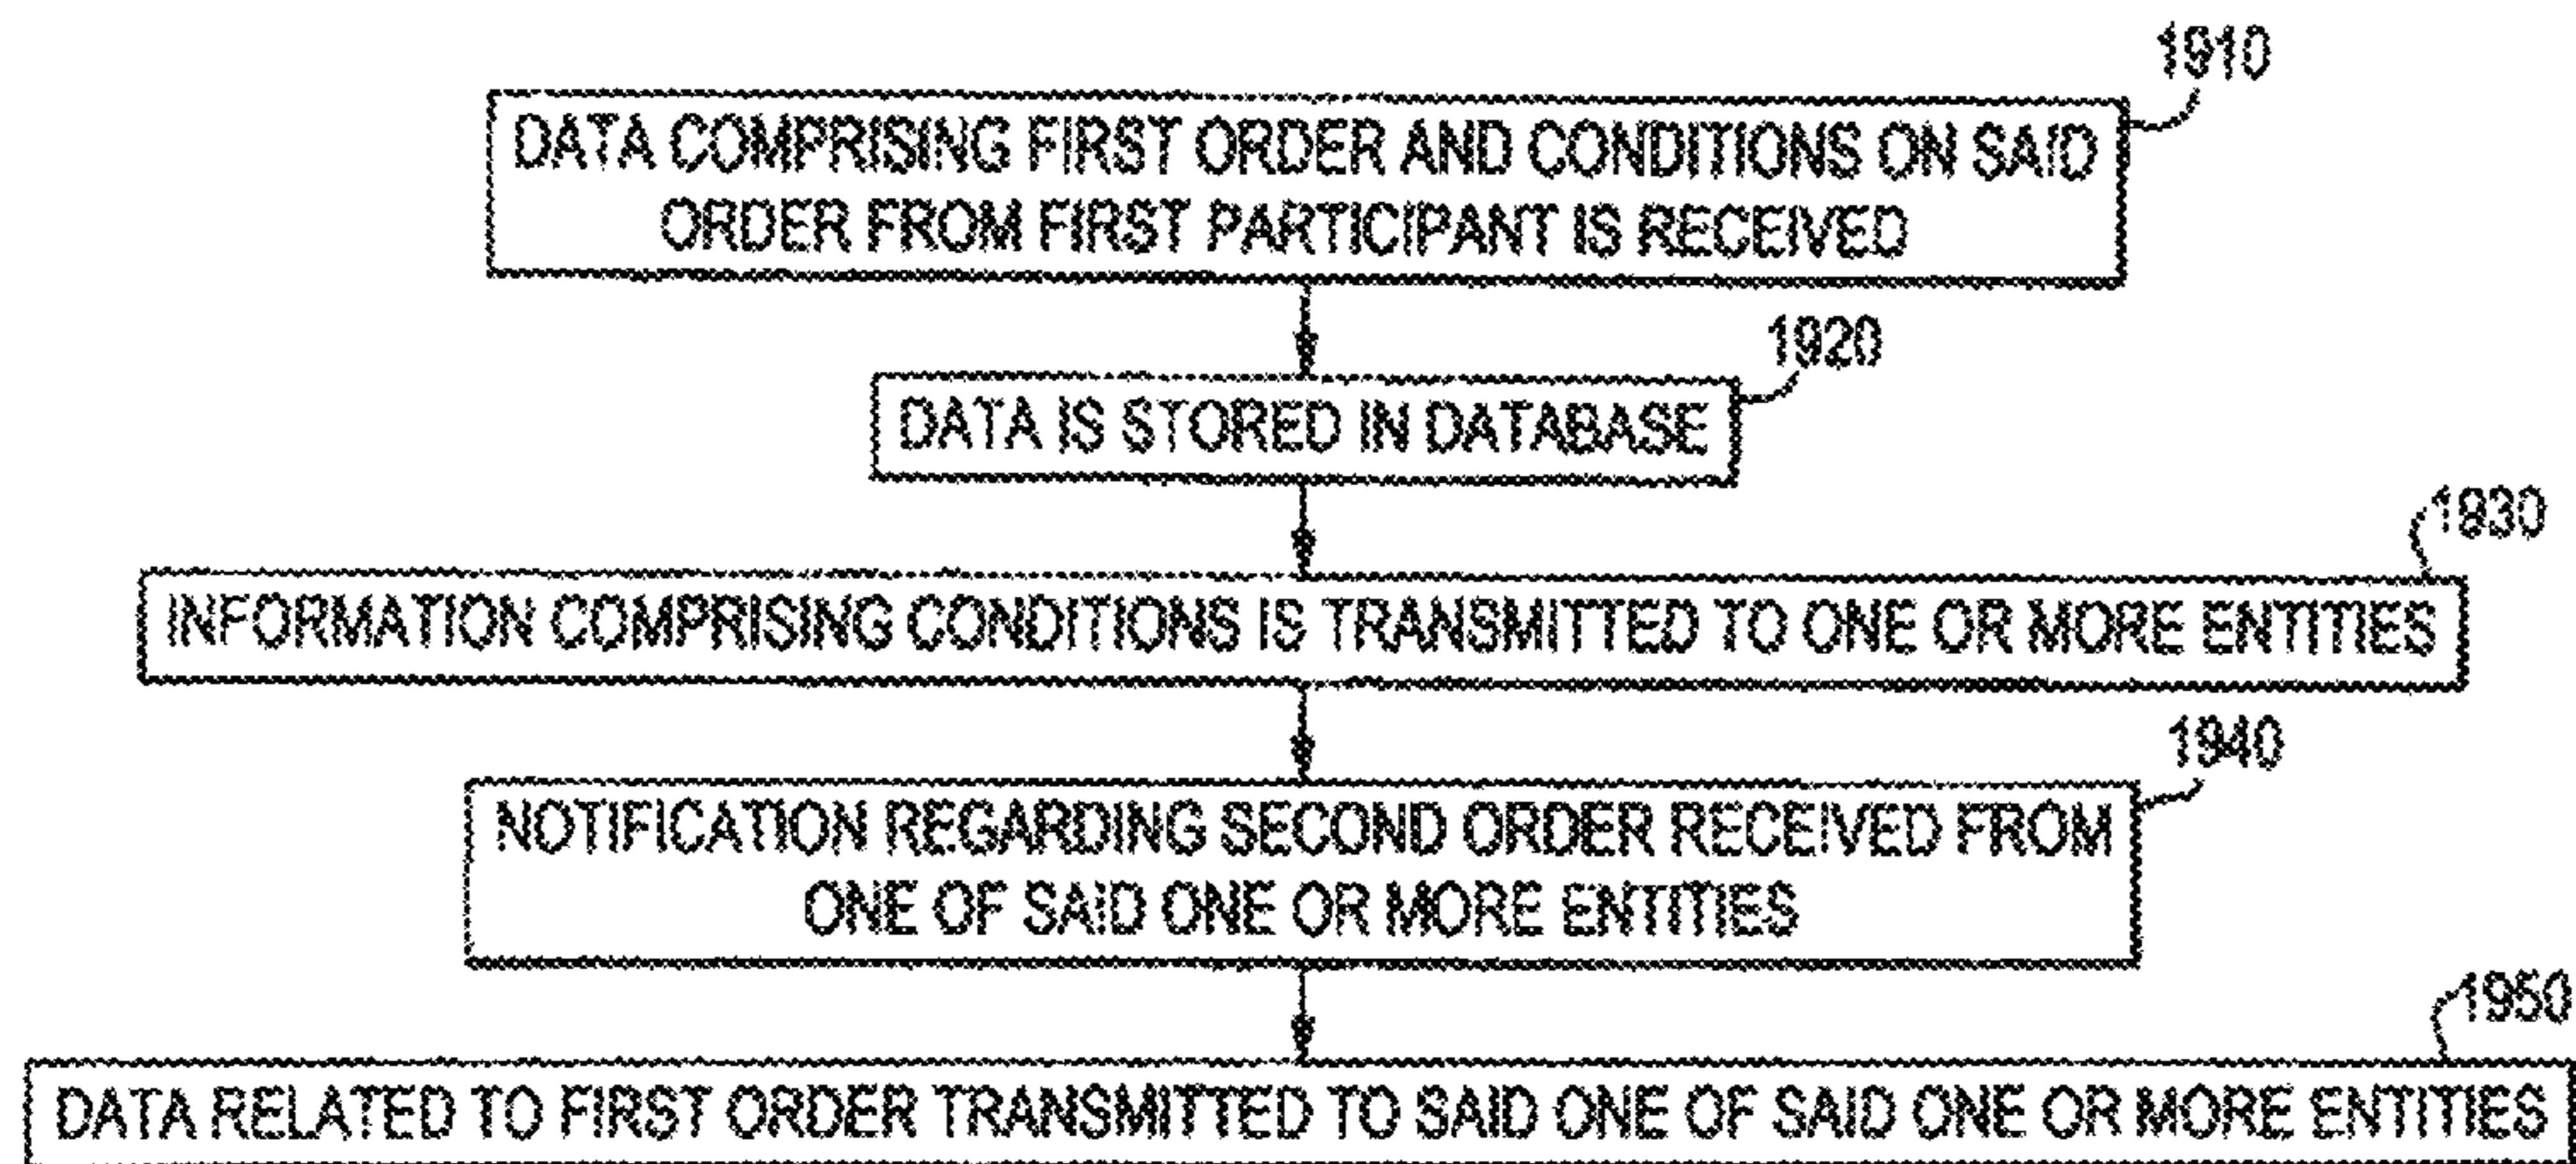 1910
DATA COMPRISING FIRST ORDER AND CONDITIONS ON SAID
ORDER FROM FIRST PARTICIPANT IS RECEIVED
1920
DATA IS STORED IN DATABASE
1930
INFORMATION COMPRISING CONDITIONS IS TRANSMITTED TO ONE OR MORE ENTITIES
1940
NOTIFICATION REGARDING SECOND ORDER RECEIVED FROM
ONE OF SAID ONE OR MORE ENTITIES
1950
DATA RELATED TO FIRST ORDER TRANSMITTED TO SAID ONE OF SAID ONE OR MORE ENTITIES